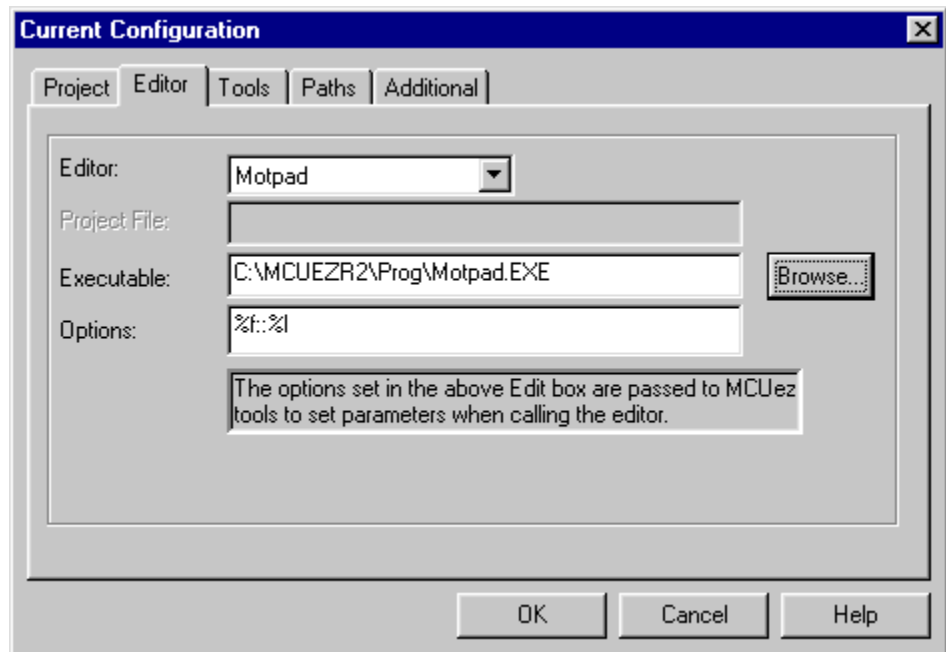 Current Configuration
Project Editor Tools Paths Additional
Editor: Motpad
Project File:
Executable: C:\MCUEZR2\Prog\Motpad.EXE Browse...
Options: %f::%l
The options set in the above Edit box are passed to MCUez
tools to set parameters when calling the editor.
OK Cancel Help